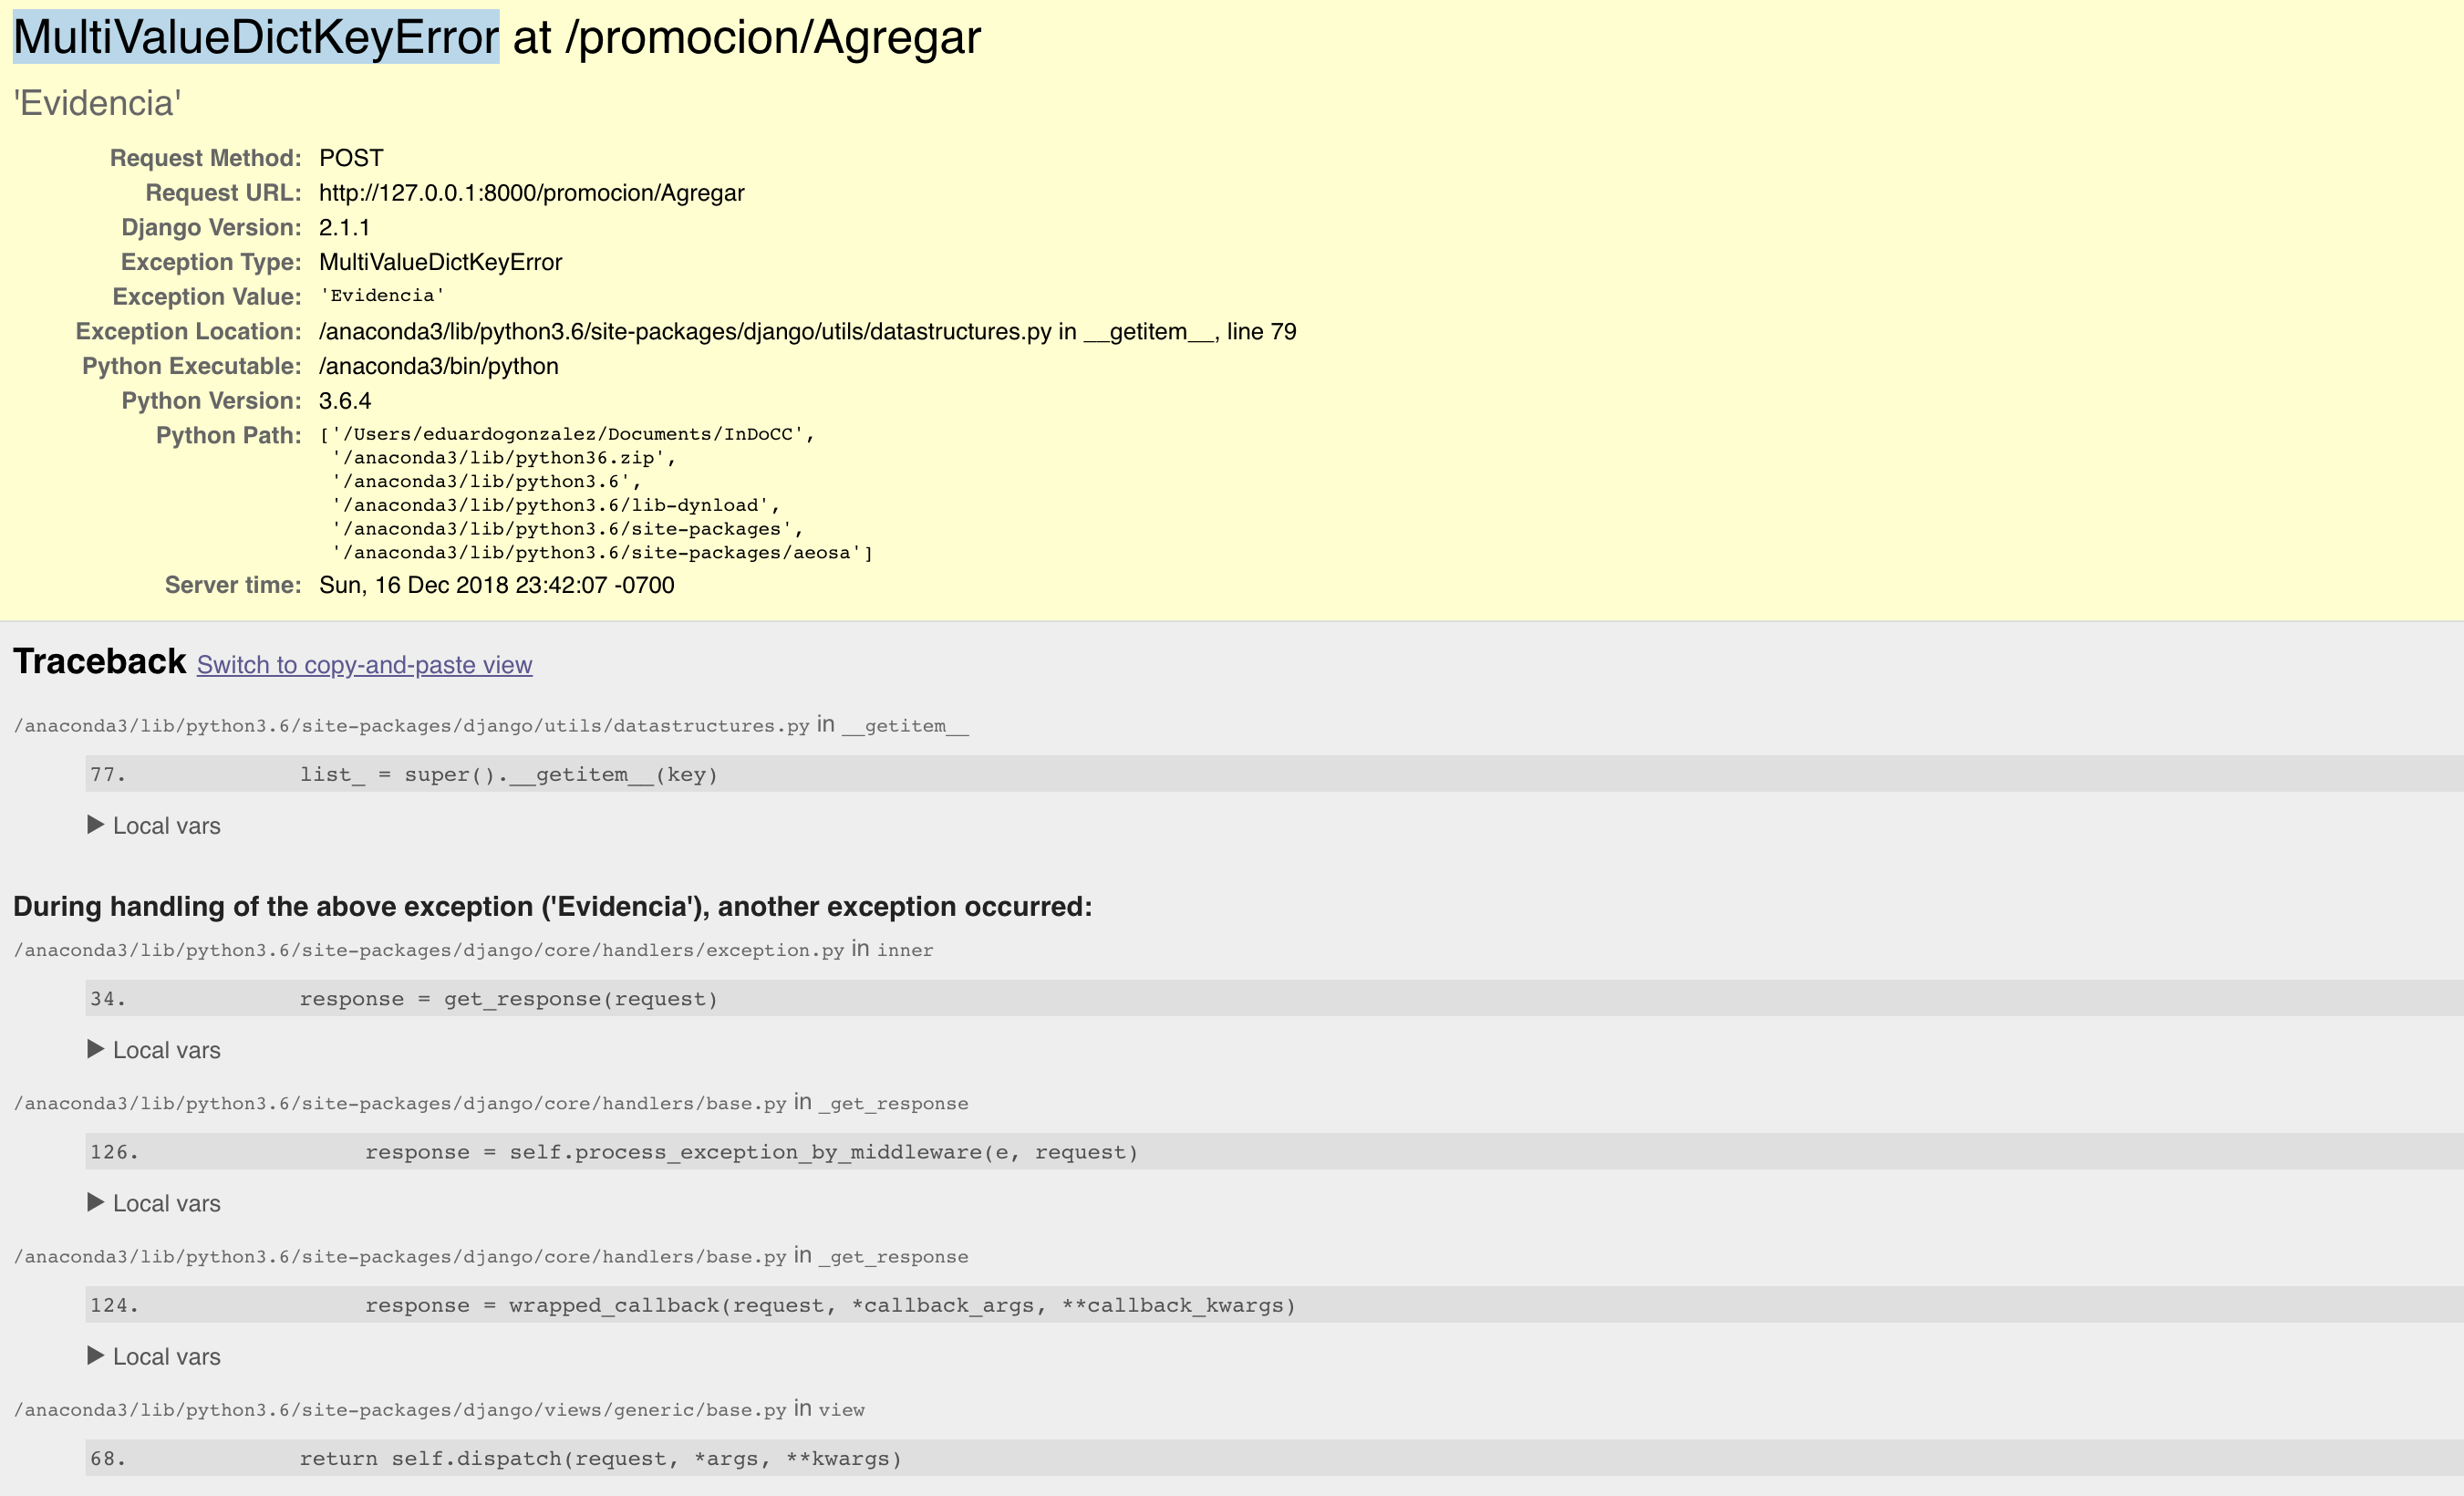 MultiValueDictKeyError at /promocion/Agregar
'Evidencia'
Request Method: POST
Request URL: http://127.0.0.1:8000/promocion/Agregar
Django Version: 2.1.1
Exception Type: MultiValueDictKeyError
Exception Value: 'Evidencia'
Exception Location: /anaconda3/lib/python3.6/site-packages/django/utils/datastructures.py in __getitem__, line 79
Python Executable: /anaconda3/bin/python
Python Version: 3.6.4
Python Path: ['/Users/eduardogonzalez/Documents/InDoCC',
'/anaconda3/lib/python36.zip',
'/anaconda3/lib/python3.6',
'/anaconda3/lib/python3.6/lib-dynload',
'/anaconda3/lib/python3.6/site-packages',
'/anaconda3/lib/python3.6/site-packages/aeosa']
Server time: Sun, 16 Dec 2018 23:42:07 -0700
Traceback Switch to copy-and-paste view
/anaconda3/lib/python3.6/site-packages/django/utils/datastructures.py in __getitem__
77. list_ = super().__getitem__(key)
▶ Local vars
During handling of the above exception ('Evidencia'), another exception occurred:
/anaconda3/lib/python3.6/site-packages/django/core/handlers/exception.py in inner
34. response = get_response(request)
▶ Local vars
/anaconda3/lib/python3.6/site-packages/django/core/handlers/base.py in _get_response
126. response = self.process_exception_by_middleware(e, request)
▶ Local vars
/anaconda3/lib/python3.6/site-packages/django/core/handlers/base.py in _get_response
124. response = wrapped_callback(request, *callback_args, **callback_kwargs)
▶ Local vars
/anaconda3/lib/python3.6/site-packages/django/views/generic/base.py in view
68. return self.dispatch(request, *args, **kwargs)